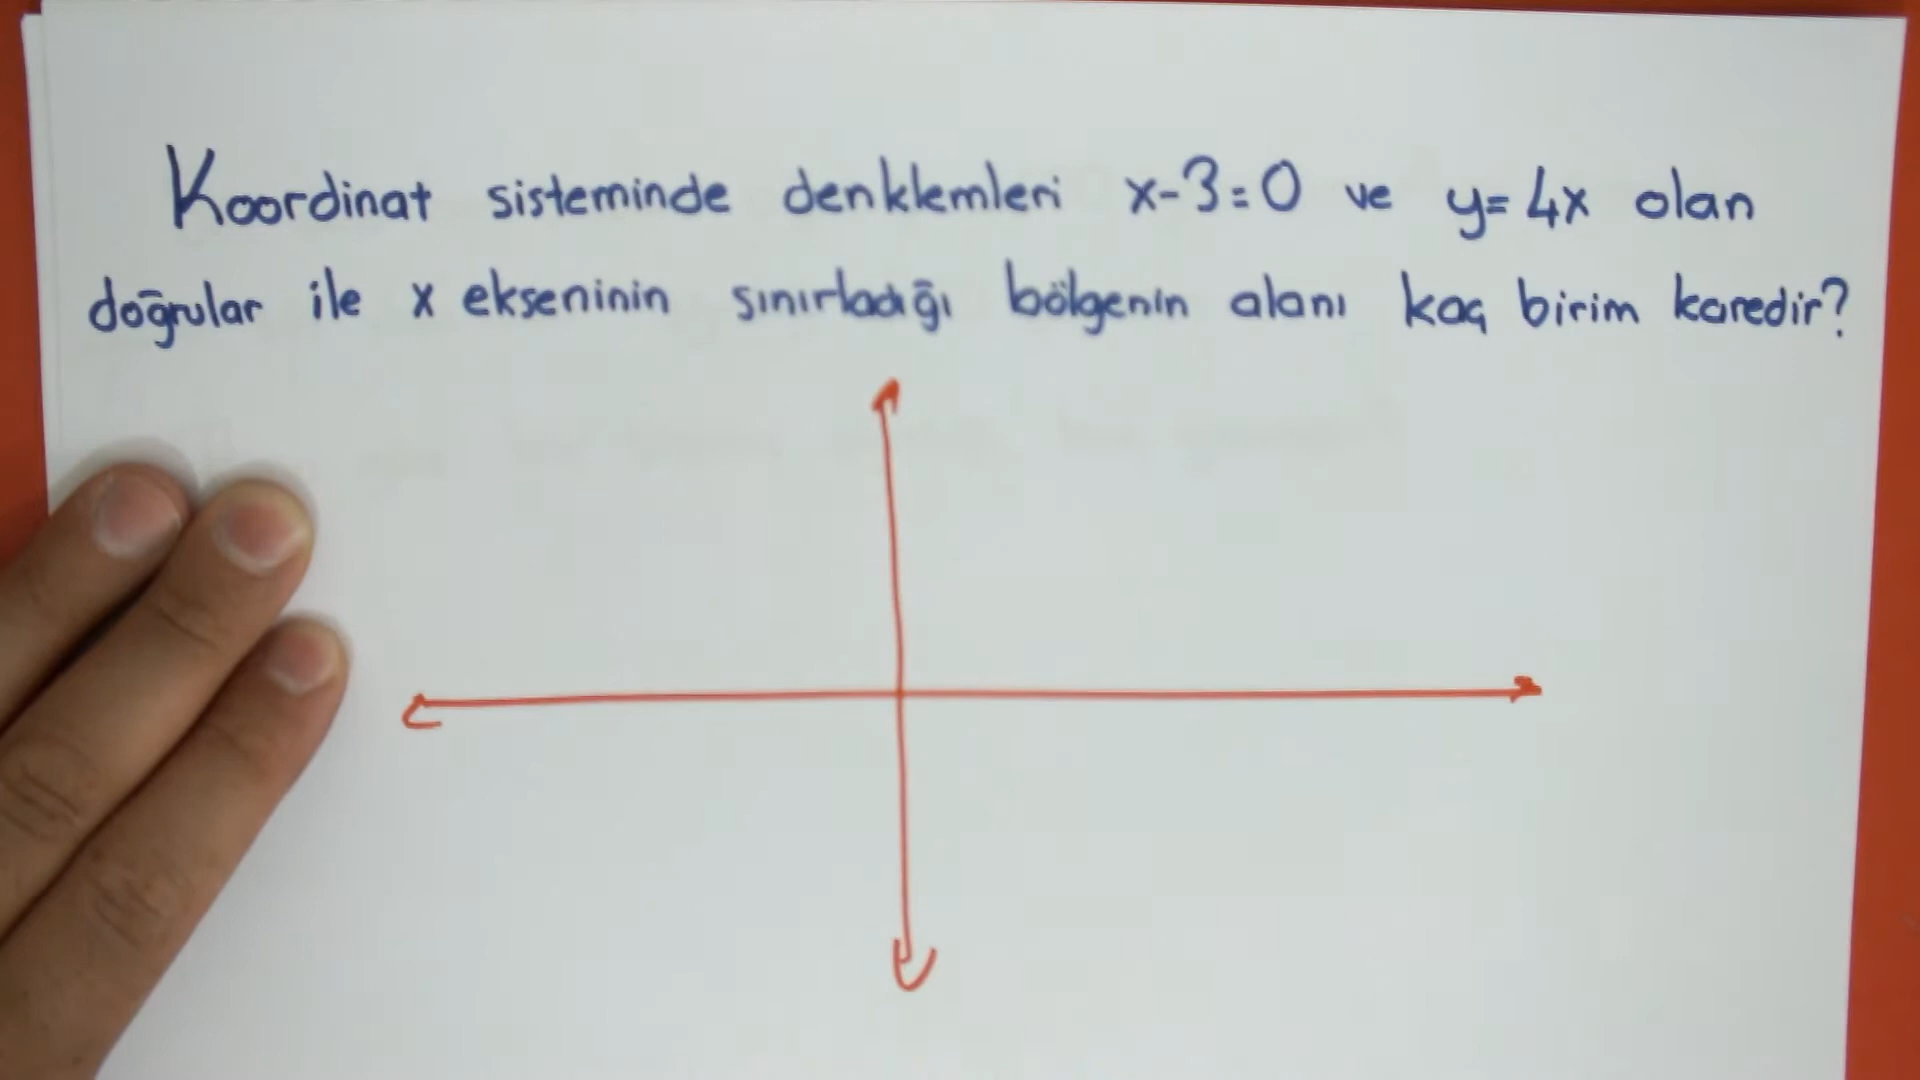 Koordinat sisteminde denklemleri x-3=0 ve y=4x olan
doğrular ile x ekseninin sınırladığı bölgenin alanı kaç birim karedir?